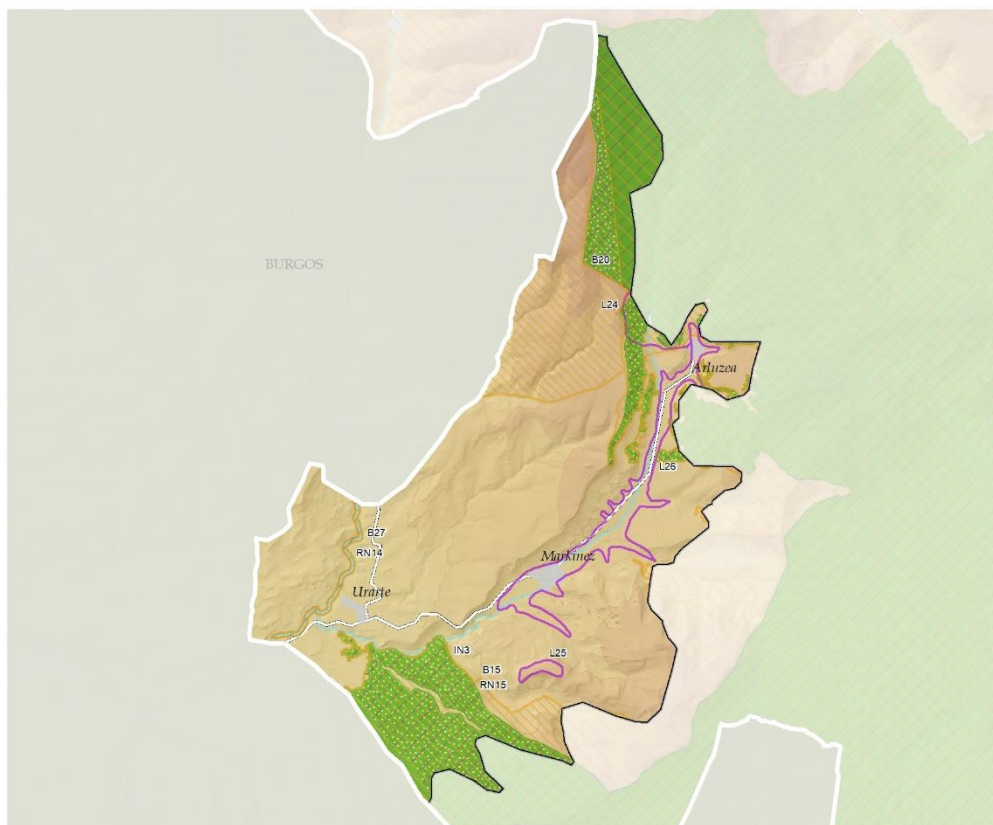 BURGOS
B20
L24
Arluzea
L26
B27
RN14
Markinez
Urarte
IN3
L25
B15
RN15